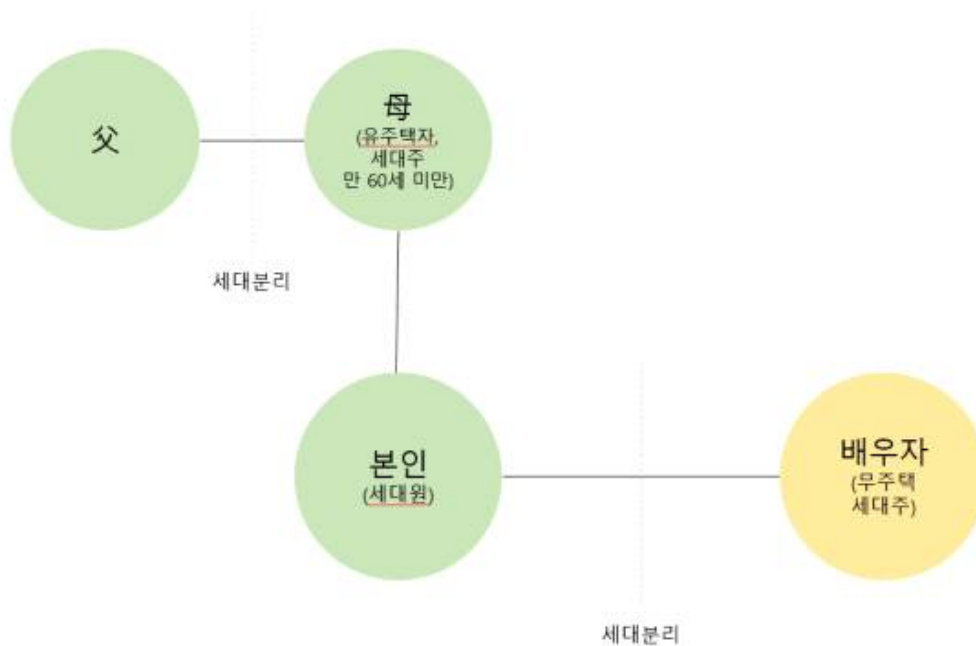 父
母
(유주택자,
세대주
만 60세 미만)
세대분리
본인
(세대원)
배우자
(무주택
세대주)
세대분리